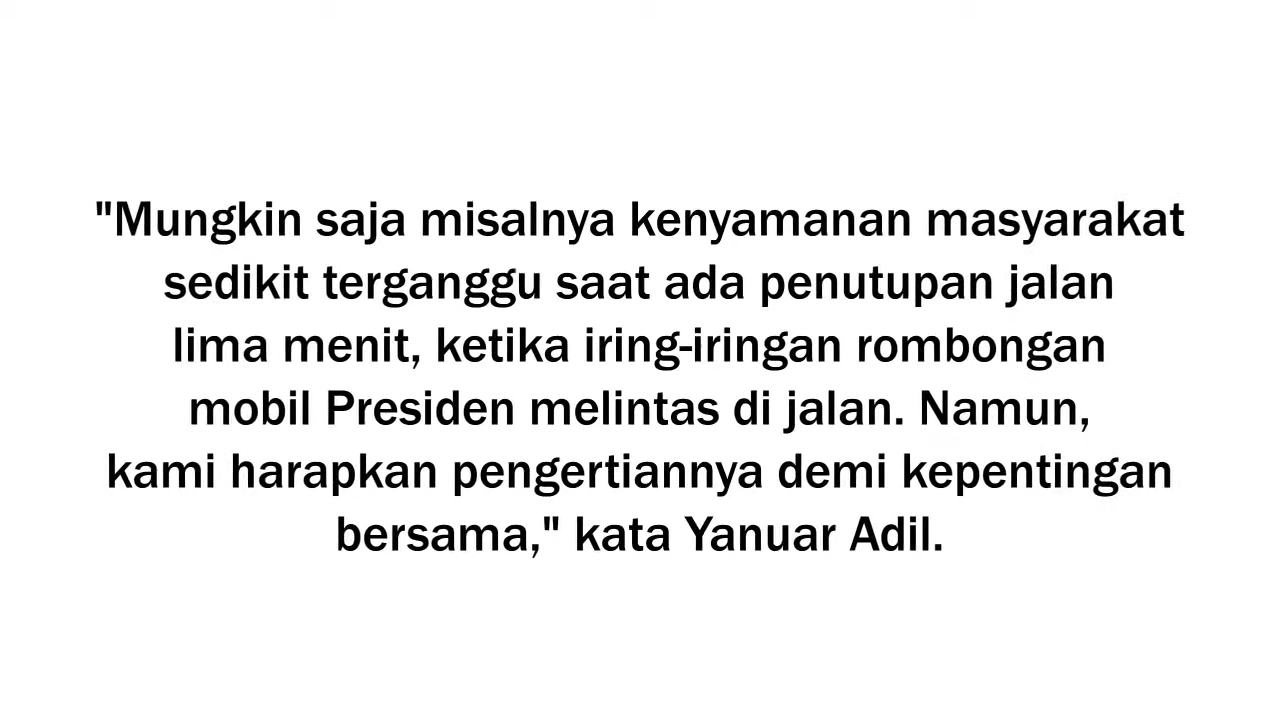 "Mungkin saja misalnya kenyamanan masyarakat
sedikit terganggu saat ada penutupan jalan
lima menit, ketika iring-iringan rombongan
mobil Presiden melintas di jalan. Namun,
kami harapkan pengertiannya demi kepentingan
bersama," kata Yanuar Adil.